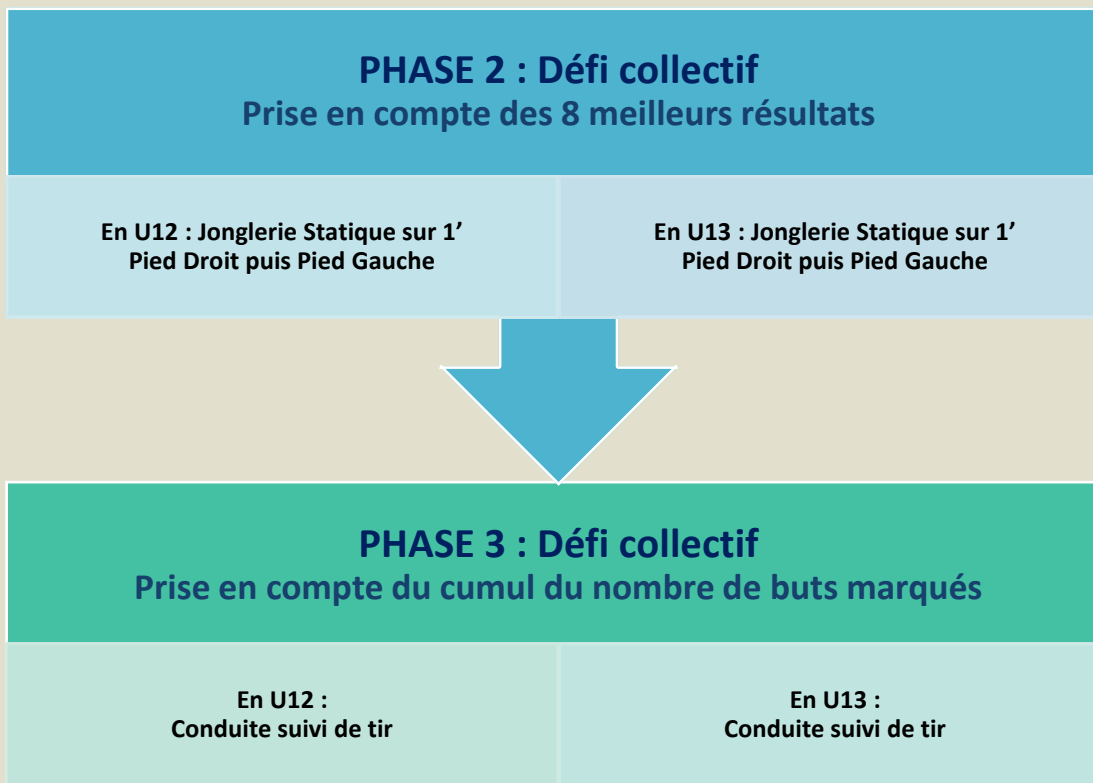 PHASE 2 : Défi collectif
Prise en compte des 8 meilleurs résultats
En U12 : Jonglerie Statique sur 1’
Pied Droit puis Pied Gauche
En U13 : Jonglerie Statique sur 1’
Pied Droit puis Pied Gauche
PHASE 3 : Défi collectif
Prise en compte du cumul du nombre de buts marqués
En U12 :
Conduite suivi de tir
En U13 :
Conduite suivi de tir